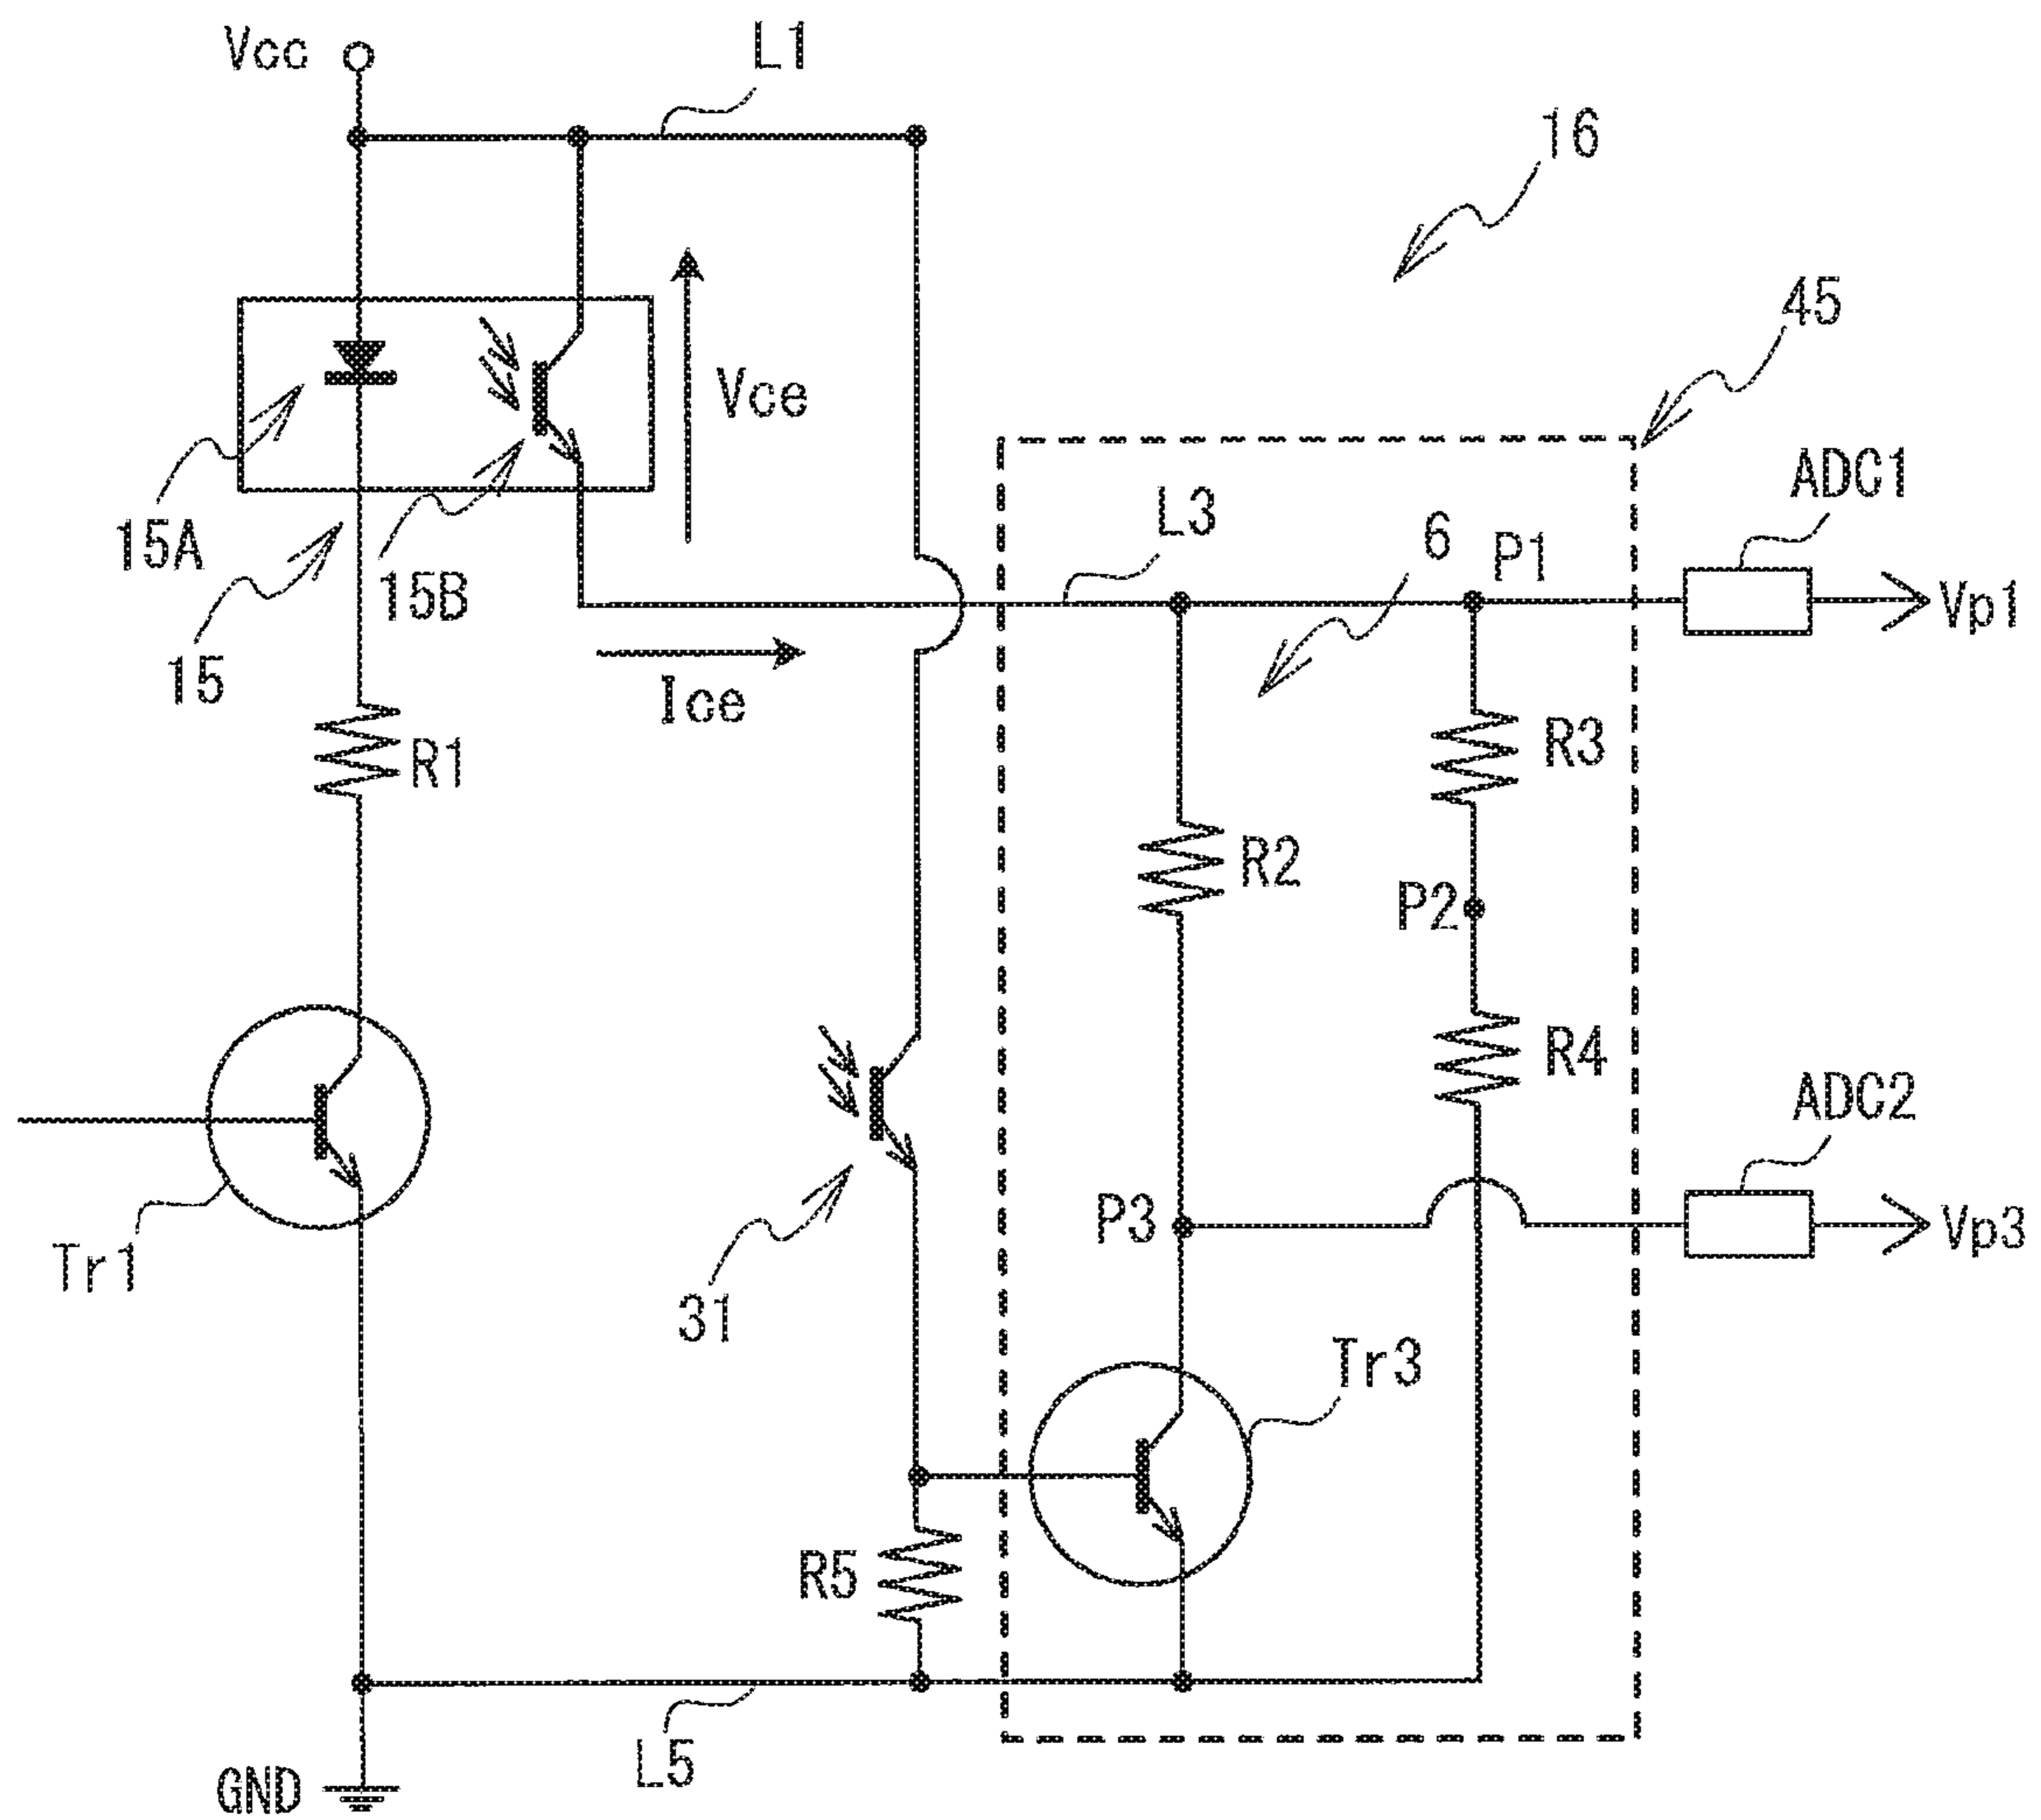 Vcc
L1
16
45
Vce
ADC1
L3
6
P1
15A
15B
Vp1
15
Ice
R3
R1
R2
P2
R4
ADC2
P3
Vp3
Tr1
31
Tr3
R5
L5
GND